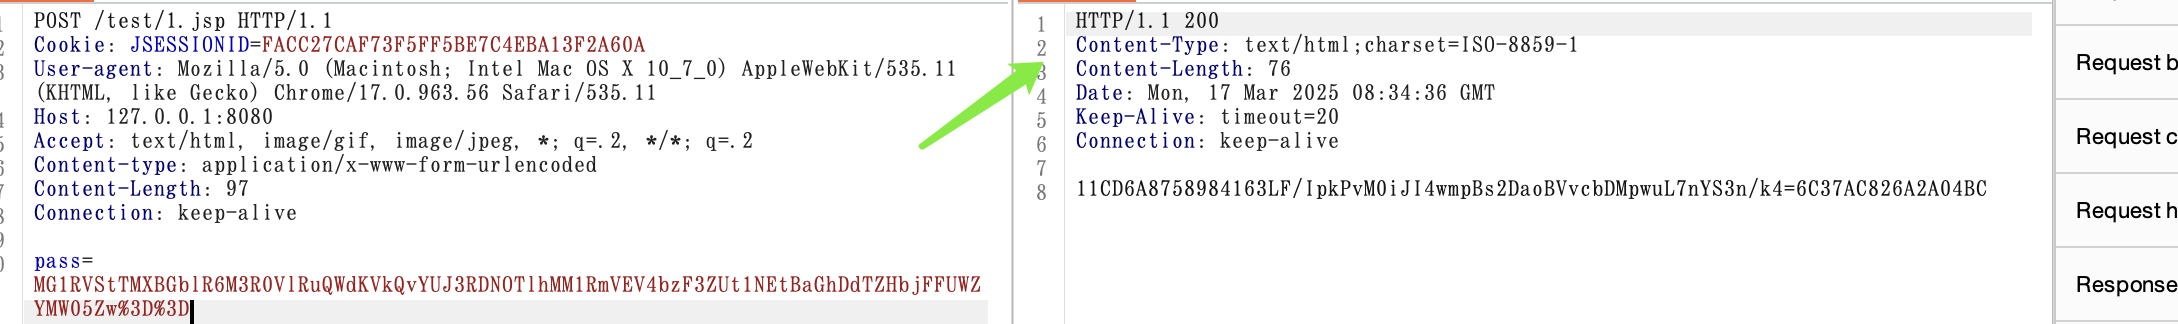 POST /test/1.jsp HTTP/1.1
Cookie: JSESSIONID=FACC27CAF73F5FF5BE7C4EBA13F2A60A
User-agent: Mozilla/5.0 (Macintosh; Intel Mac OS X 10_7_0) AppleWebKit/535.11
(KHTML, like Gecko) Chrome/17.0.963.56 Safari/535.11
Host: 127.0.0.1:8080
Accept: text/html, image/gif, image/jpeg, *; q=.2, */*; q=.2
Content-type: application/x-www-form-urlencoded
Content-Length: 97
Connection: keep-alive
pass=
MG1RVStTMXBGblR6M3R0VlRuQWdKVkQvYUJ3RDNOTlhMM1RmVEV4bzF3ZUt1NEtBaGhDdTZHbjFFUWZ
YMW05Zw%3D%3D
1 HTTP/1.1 200
2 Content-Type: text/html;charset=ISO-8859-1
3 Content-Length: 76
4 Date: Mon, 17 Mar 2025 08:34:36 GMT
5 Keep-Alive: timeout=20
6 Connection: keep-alive
7
8 11CD6A8758984163LF/IpkPvM0iJI4wmpBs2DaoBVvcbDMpwuL7nYS3n/k4=6C37AC826A2A04BC
Request b
Request c
Request h
Response